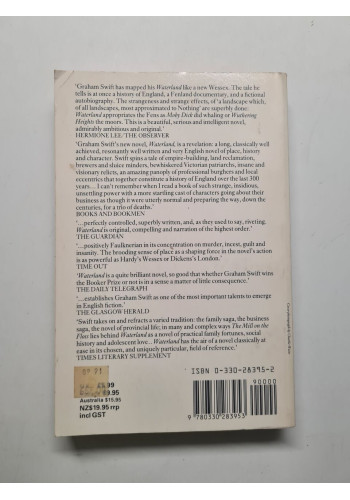 'Graham Swift has mapped his Waterland like a new Wessex. The tale he
tells is at once a history of England, a Fenland documentary, and a fictional
autobiography. The strangeness and strange effects, of 'a landscape which,
of all landscapes, most approximated to Nothing' are superbly done.
Waterland appropriates the Fens as Moby Dick did whaling or Wuthering
Heights the moors. This is a beautiful, serious and intelligent novel,
admirably ambitious and original.'
HERMIONE LEE/THE OBSERVER
'Graham Swift's new novel, Waterland, is a revelation: a long, classically well
achieved, resonantly well written and very English novel of place, history
and character. Swift spins a tale of empire-building, land reclamation,
brewers and sluice minders, bewhiskered Victorian patriarchs, insane and
visionary relicts, an amazing panoply of professional burghers and local
eccentrics that together constitute a history of England over the last 300
years...I can't remember when I read a book of such strange, insidious,
unsettling power with a more startling cast of characters going about their
business as though it were utterly normal and preparing the way, down the
centuries, for a trio of deaths.'
BOOKS AND BOOKMEN
'...perfectly controlled, superbly written, and, as they used to say, riveting.
Waterland is original, compelling and narration of the highest order.'
THE GUARDIAN
'...positively Faulknerian in its concentration on murder, incest, guilt and
insanity. The brooding sense of place as a shaping force in the novel's action
is as powerful as Hardy's Wessex or Dickens's London.'
TIME OUT
'Waterland is a quite brilliant novel, so good that whether Graham Swift wins
the Booker Prize or not is in a sense a matter of little consequence.'
THE DAILY TELEGRAPH
'...establishes Graham Swift as one of the most important talents to emerge
in English fiction.'
THE GLASGOW HERALD
'Swift takes on and refracts a varied tradition: the family saga, the business
saga, the novel of provincial life; in many and complex ways The Mill on the
Floss lies behind Waterland as a novel of practical family fortunes, social
history and adolescent love...Waterland has the air of a novel classically at
ease in its chosen, and uniquely particular, field of reference.'
TIMES LITERARY SUPPLEMENT
Australia $15.95
NZ$19.95 rrp
incl GST
ISBN 0-330-28395-2
90000
9 780330 283953